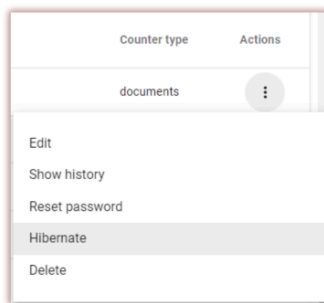 Counter type Actions
documents
Edit
Show history
Reset password
Hibernate
Delete